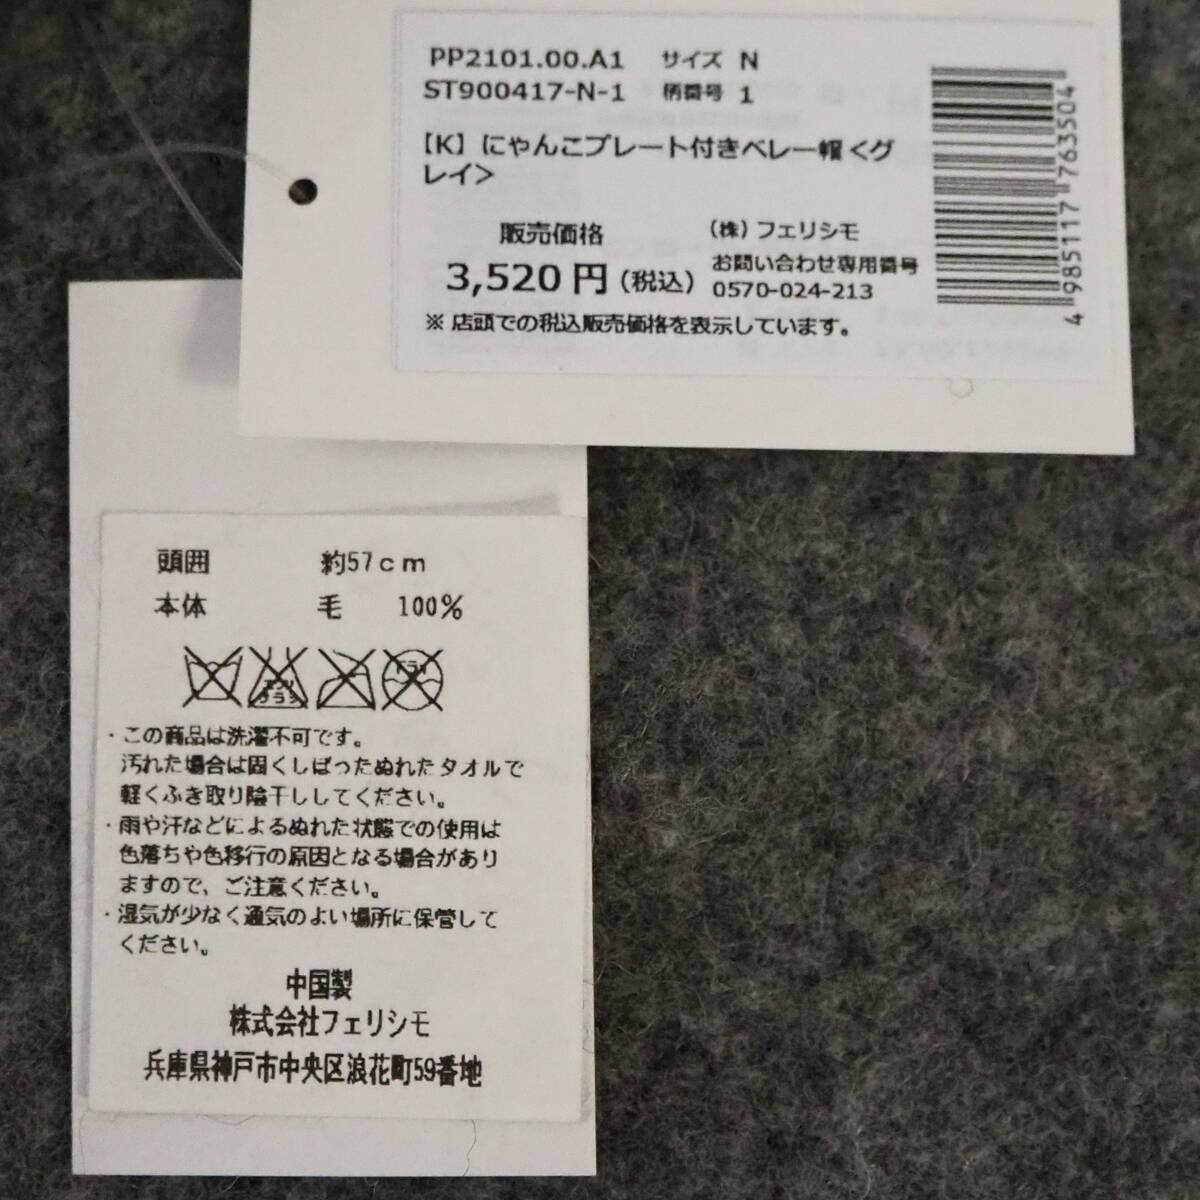 PP2101.00.A1 サイズ N
ST900417-N-1 柄番号 1
【K】にゃんこプレート付きベレー帽<グ
レイ>
販売価格
3,520 円 (税込)
(株) フェリシモ
お問い合わせ専用番号
0570-024-213
※ 店頭での税込販売価格を表示しています。
4 985117 763504
頭囲 約57cm
本体 毛 100%
ドライ
エンソ
サラシ
・この商品は洗濯不可です。
汚れた場合は固くしぼったぬれたタオルで
軽くふき取り陰干ししてください。
・雨や汗などによるぬれた状態での使用は
色落ちや色移行の原因となる場合があり
ますので、ご注意ください。
・湿気が少なく通気のよい場所に保管して
ください。
中国製
株式会社フェリシモ
兵庫県神戸市中央区浪花町59番地